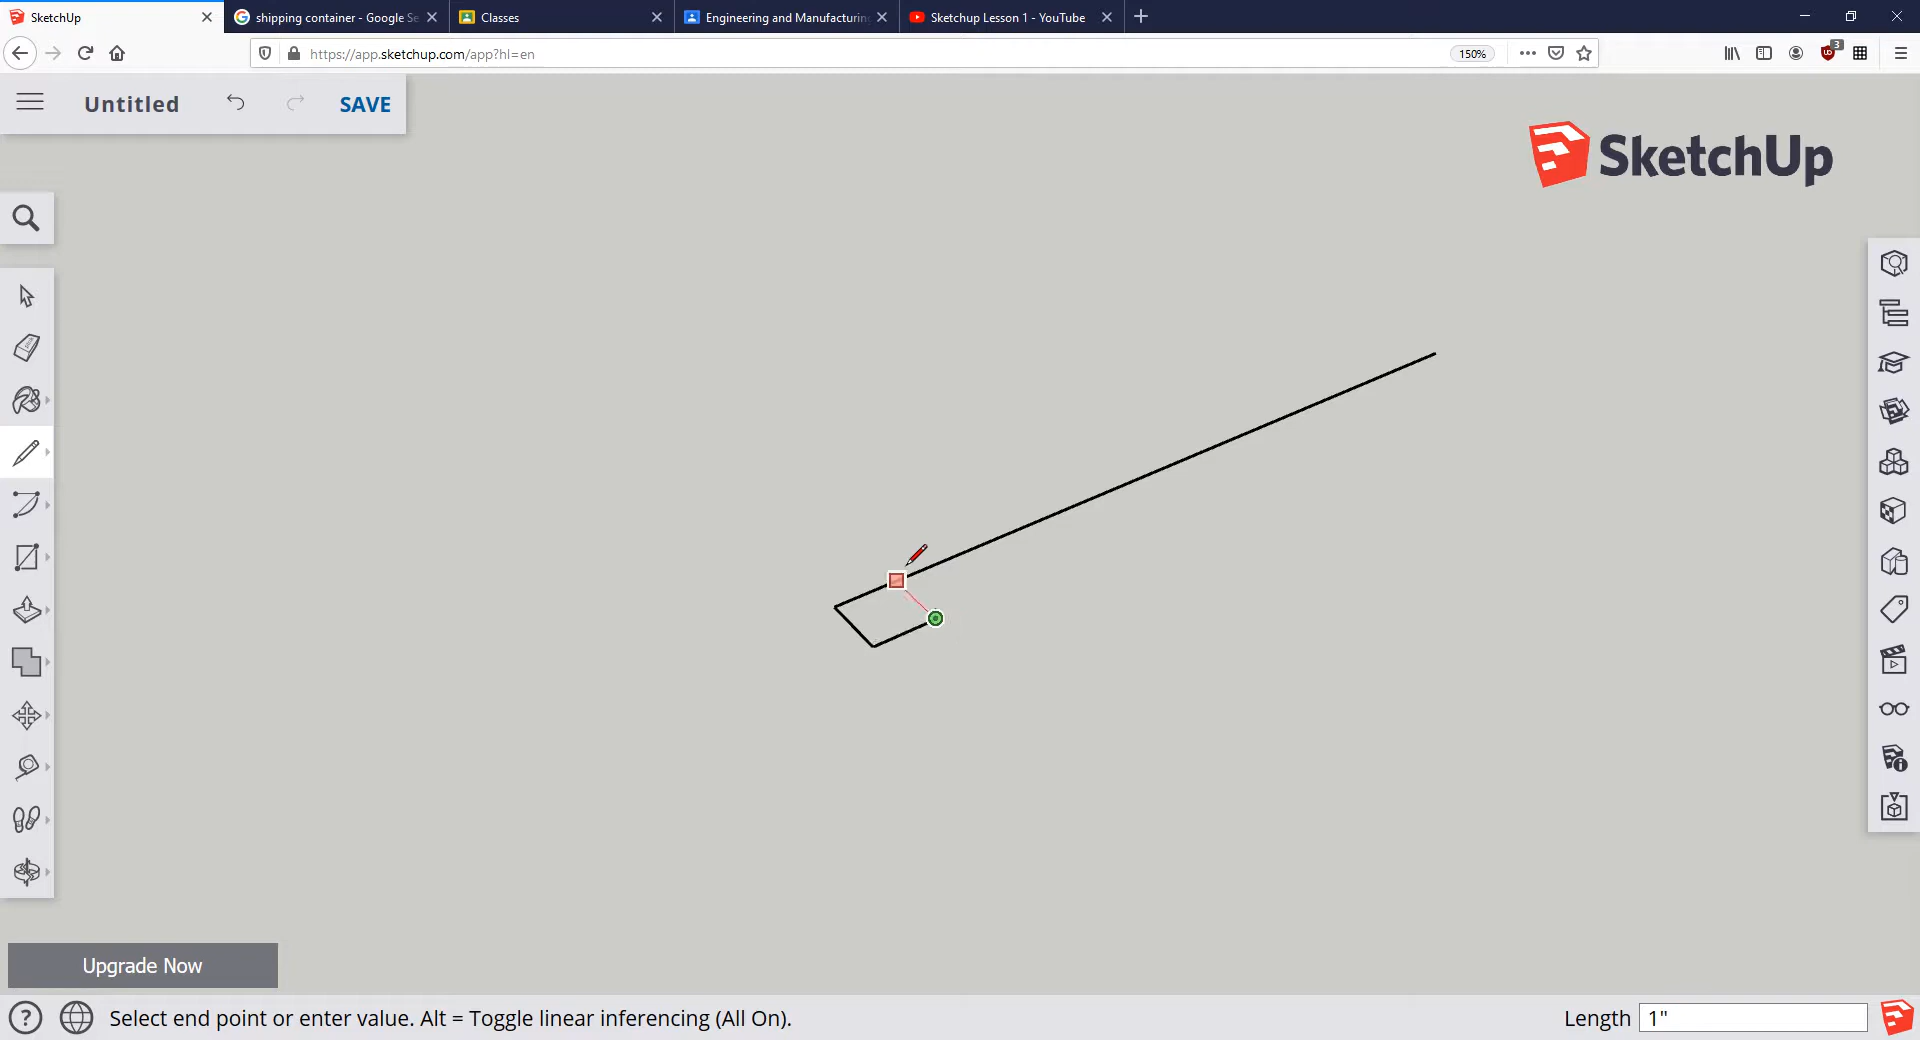 SketchUp
shipping container - Google Se
Classes
Engineering and Manufacturin
Sketchup Lesson 1 - YouTube
https://app.sketchup.com/app?hl=en
150%
3
Untitled
SAVE
SketchUp
Upgrade Now
Select end point or enter value. Alt = Toggle linear inferencing (All On).
Length 1"